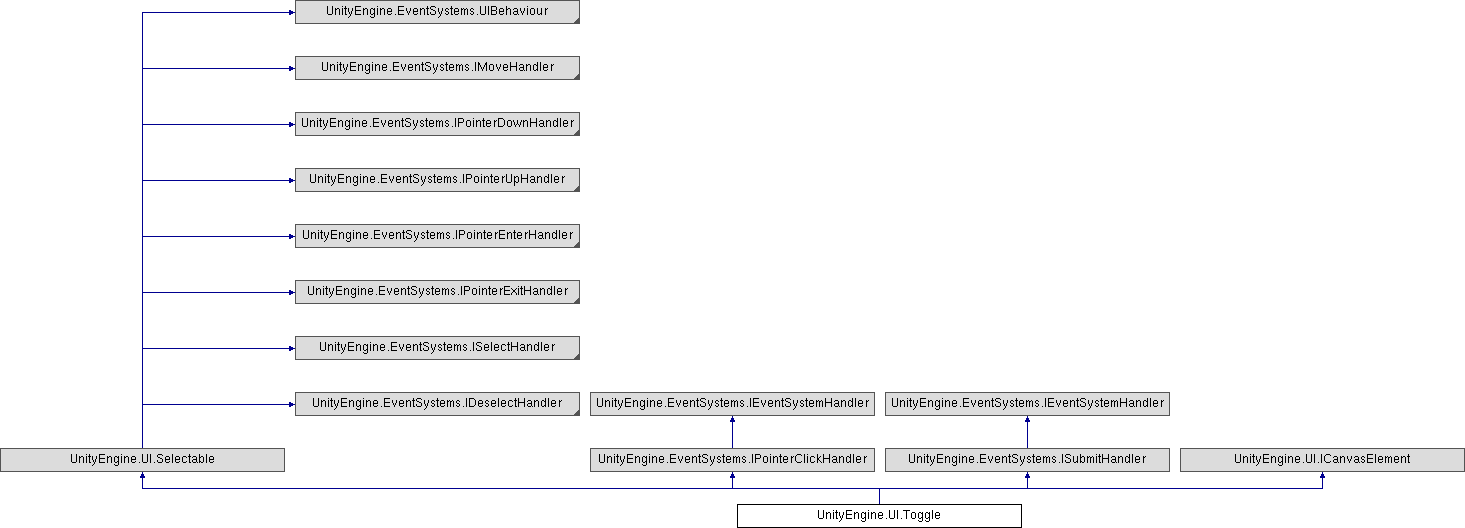 UnityEngine.EventSystems.UIBehaviour
UnityEngine.EventSystems.IMoveHandler
UnityEngine.EventSystems.IPointerDownHandler
UnityEngine.EventSystems.IPointerUpHandler
UnityEngine.EventSystems.IPointerEnterHandler
UnityEngine.EventSystems.IPointerExitHandler
UnityEngine.EventSystems.ISelectHandler
UnityEngine.EventSystems.IDeselectHandler
UnityEngine.EventSystems.IEventSystemHandler
UnityEngine.EventSystems.IEventSystemHandler
UnityEngine.UI.Selectable
UnityEngine.EventSystems.IPointerClickHandler
UnityEngine.EventSystems.ISubmitHandler
UnityEngine.UI.ICanvasElement
UnityEngine.UI.Toggle